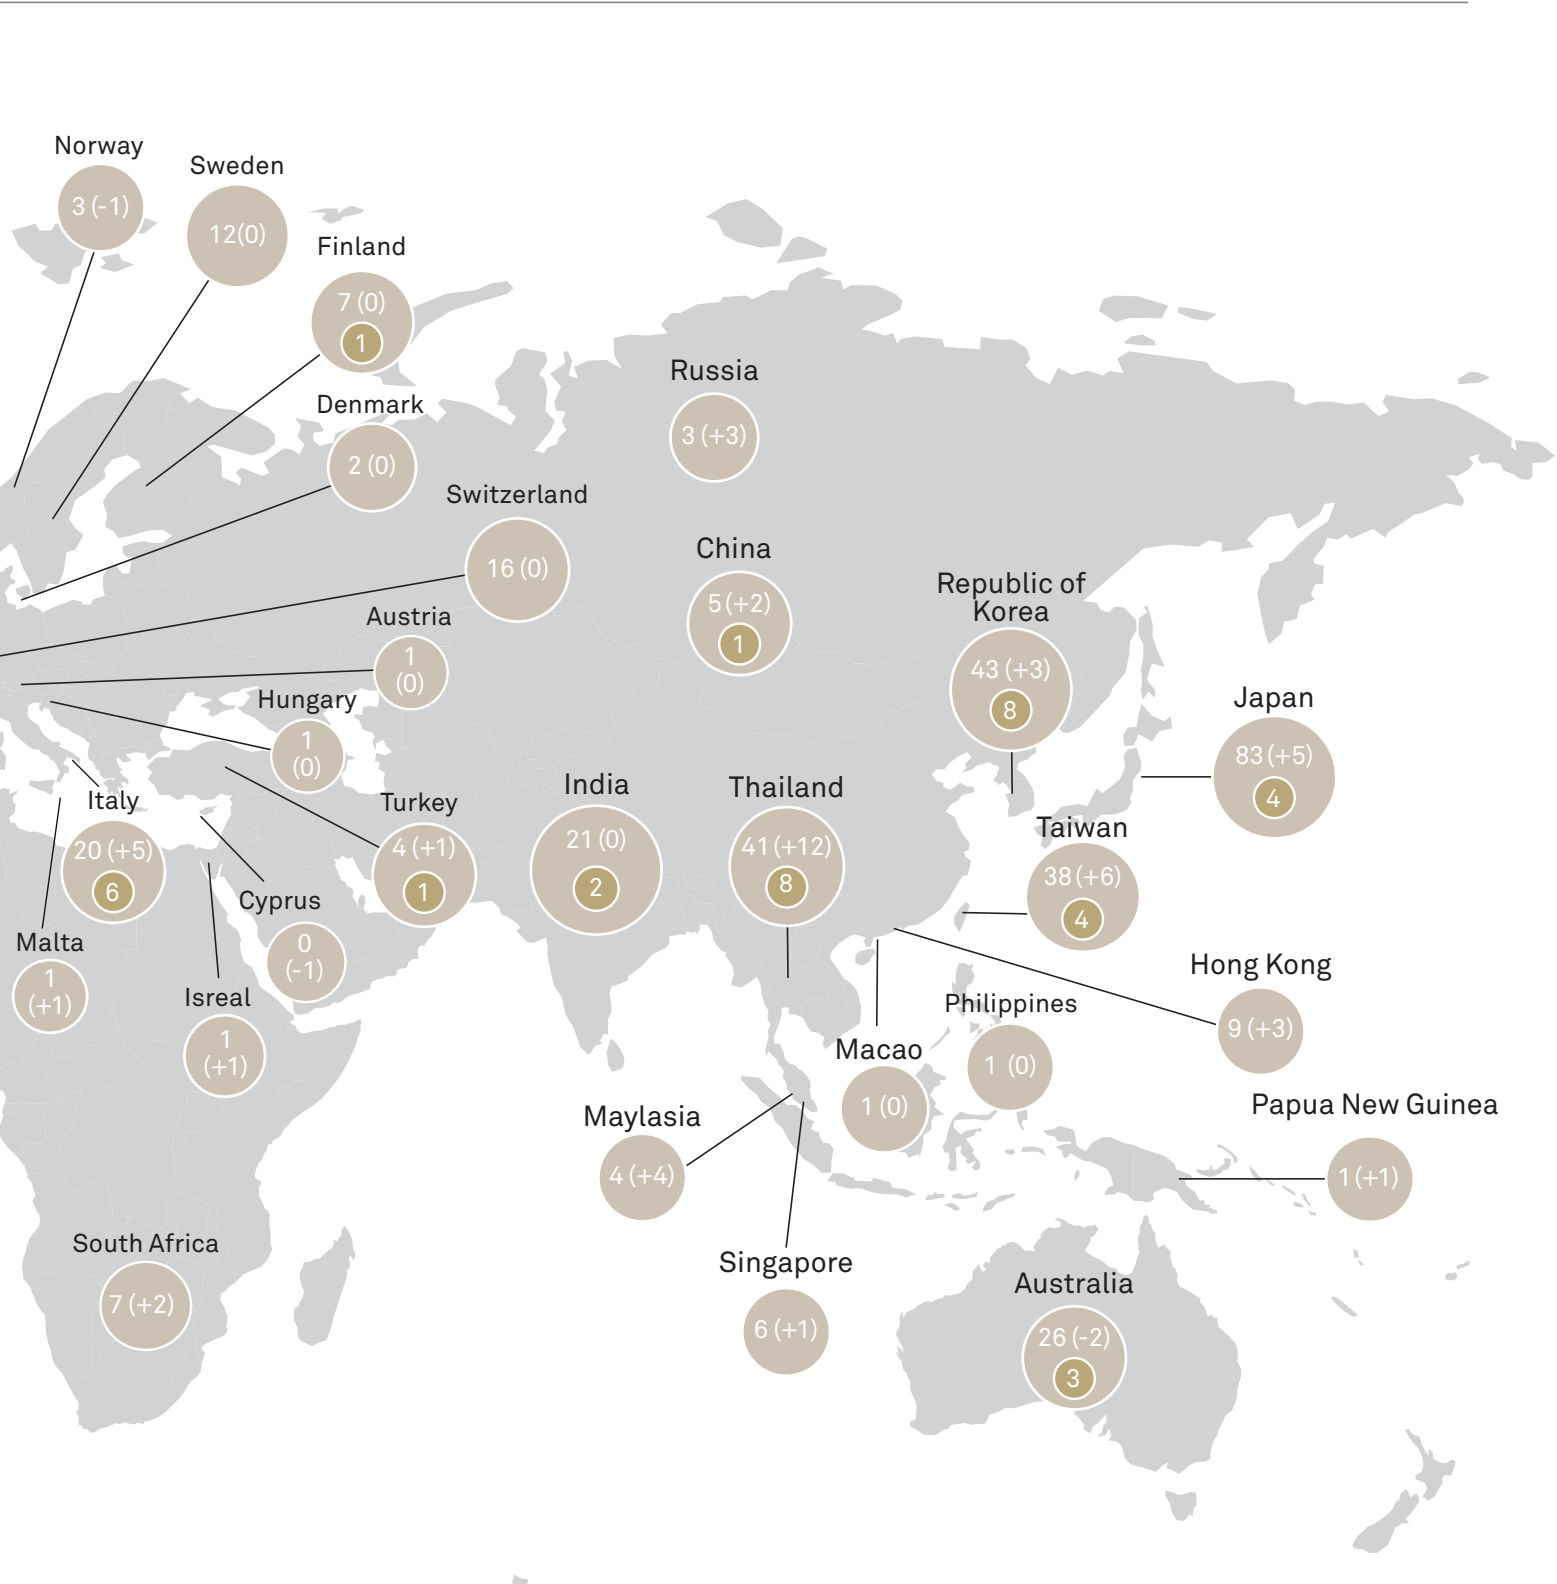 Norway
3 (-1)
Sweden
12(0)
Finland
7 (0)
1
Denmark
2 (0)
Russia
3 (+3)
Switzerland
16 (0)
China
5 (+2)
1
Republic of
Korea
43 (+3)
8
Austria
1
(0)
Hungary
1
(0)
Japan
83 (+5)
4
Italy
20 (+5)
6
Turkey
4 (+1)
1
India
21 (0)
2
Thailand
41 (+12)
8
Taiwan
38 (+6)
4
Cyprus
0
(-1)
Malta
1
(+1)
Isreal
1
(+1)
Hong Kong
9 (+3)
Philippines
1 (0)
Macao
1 (0)
Maylasia
4 (+4)
Papua New Guinea
1 (+1)
South Africa
7 (+2)
Singapore
6 (+1)
Australia
26 (-2)
3